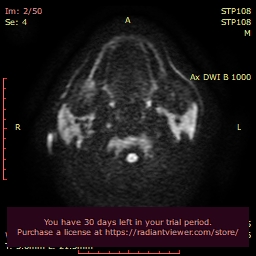 Im: 2/50
Se: 4
A
STP108
STP108
M
Ax DWI B 1000
R
L
You have 30 days left in your trial period.
Purchase a license at https://radiantviewer.com/store/